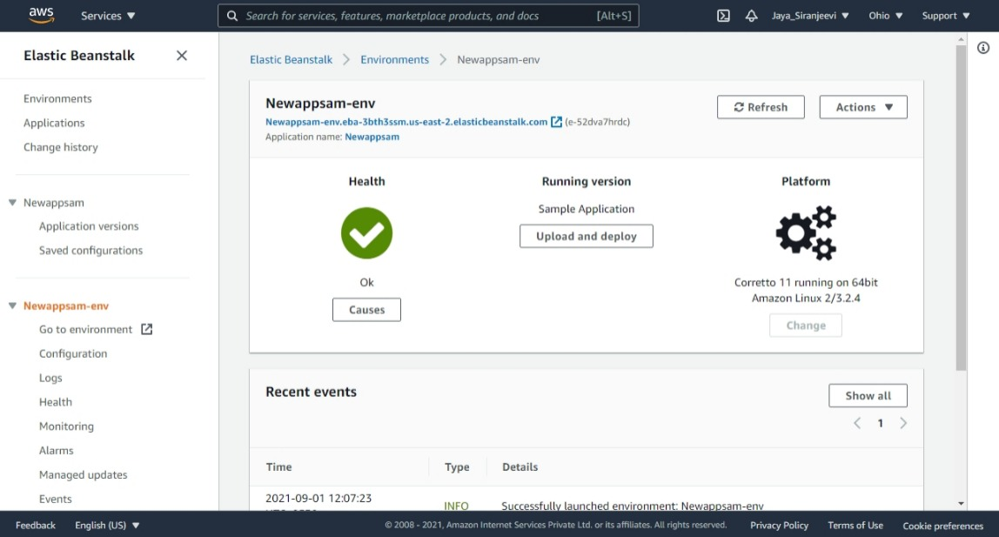 aws
Services
Search for services, features, marketplace products, and docs
[Alt+S]
Jaya_Siranjeevi
Ohio
Support
Elastic Beanstalk
Environments
Applications
Change history
Newappsam
Application versions
Saved configurations
Newappsam-env
Go to environment
Configuration
Logs
Health
Monitoring
Alarms
Managed updates
Events
Elastic Beanstalk > Environments > Newappsam-env
Newappsam-env
Newappsam-env.eba-3bth3ssm.us-east-2.elasticbeanstalk.com (e-52dva7hrdc)
Application name: Newappsam
Refresh
Actions
Health
Ok
Causes
Running version
Sample Application
Upload and deploy
Platform
Corretto 11 running on 64bit
Amazon Linux 2/3.2.4
Change
Recent events
Show all
1
Time Type Details
2021-09-01 12:07:23
INFO Successfully launched environment: Newappsam-env
Feedback English (US) © 2008 - 2021, Amazon Internet Services Private Ltd. or its affiliates. All rights reserved. Privacy Policy Terms of Use Cookie preferences